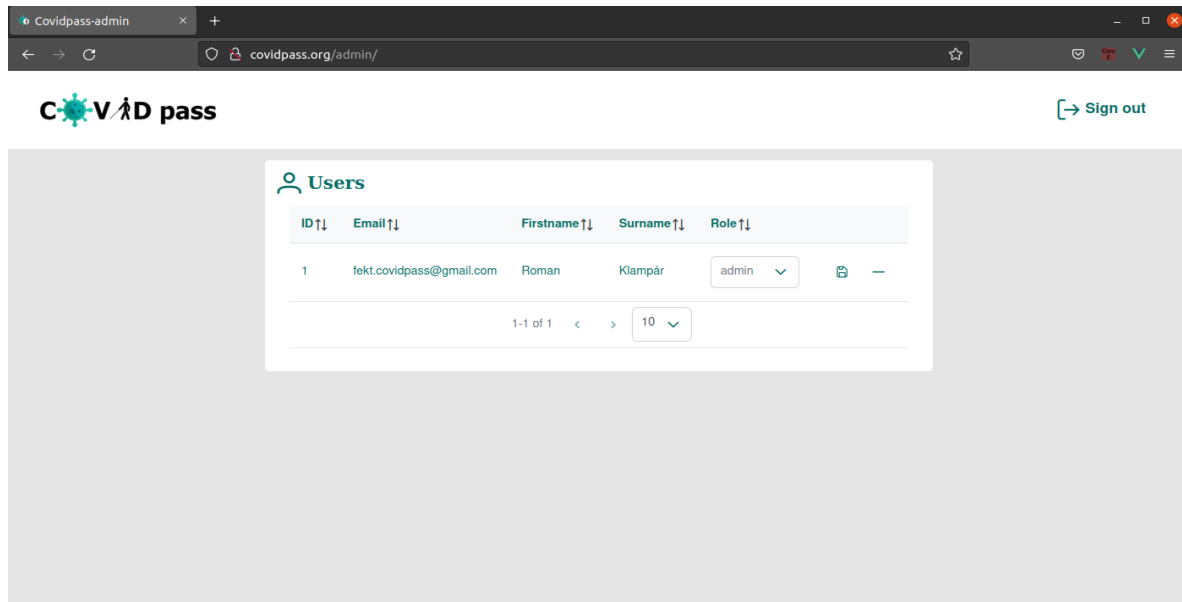 Covidpass-admin
covidpass.org/admin/
COVID pass
Sign out
Users
ID Email Firstname Surname Role
1 fekt.covidpass@gmail.com Roman Klampár admin
1-1 of 1 10